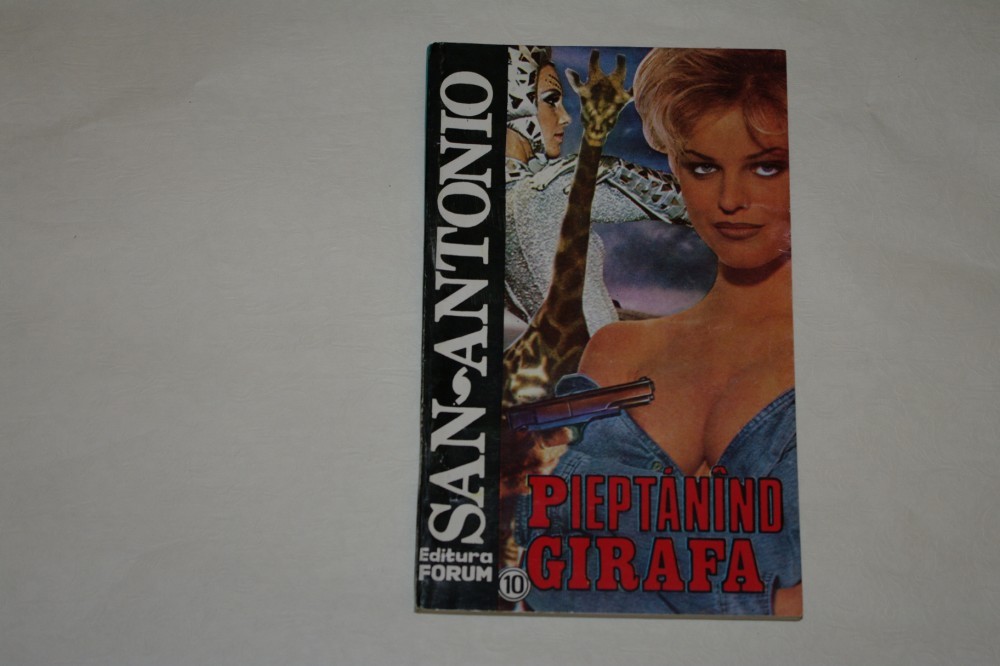 SAN-ANTONIO
PIEPTĂNÎND
GIRAFA
Editura
FORUM
10